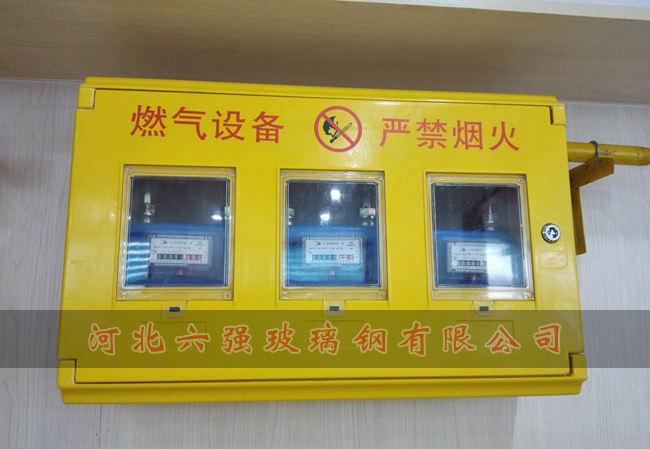 燃气设备 严禁烟火
河北六强玻璃钢有限公司